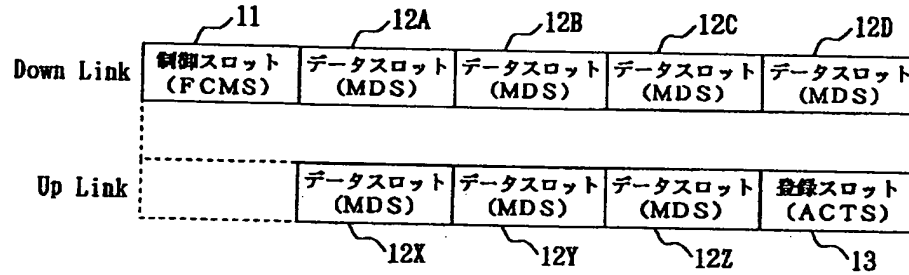 11 12A 12B 12C 12D
Down Link
制御スロット データスロット データスロット データスロット データスロット
(FCMS) (MDS) (MDS) (MDS) (MDS)
Up Link
データスロット データスロット データスロット 登録スロット
(MDS) (MDS) (MDS) (ACTS)
12X 12Y 12Z 13